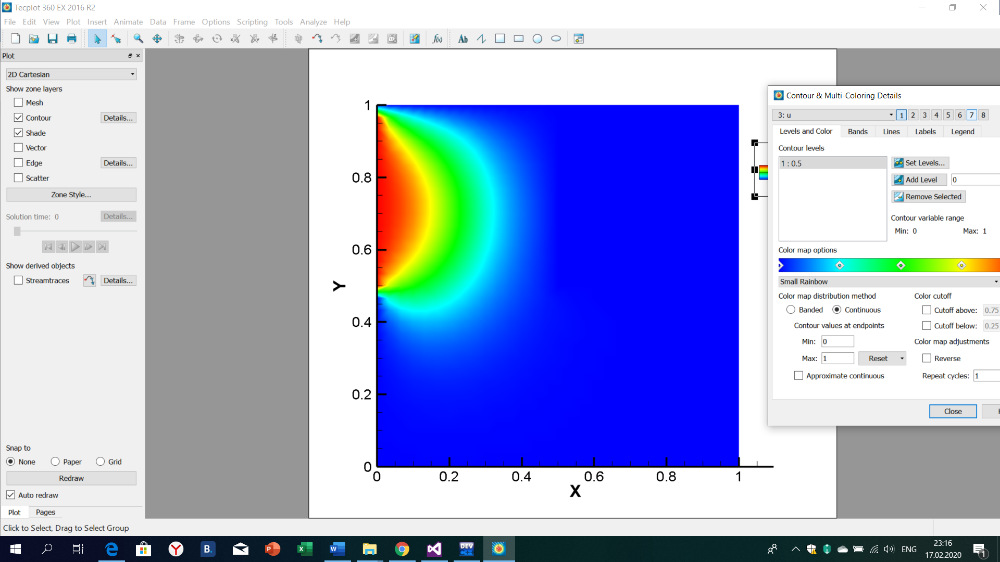 Tecplot 360 EX 2016 R2
File Edit View Plot Insert Animate Data Frame Options Scripting Tools Analyze Help
Ab
Plot
2D Cartesian
Show zone layers
Mesh
Contour Details...
Shade
Vector
Edge Details...
Scatter
Zone Style...
Solution time: 0 Details...
Show derived objects
Streamtraces Details...
Snap to
None Paper Grid
Redraw
Auto redraw
Plot Pages
Click to Select, Drag to Select Group
1
0.8
0.6
0.4
0.2
0
Y
0 0.2 0.4 0.6 0.8 1
X
Contour & Multi-Coloring Details
3: u 1 2 3 4 5 6 7 8
Levels and Color Bands Lines Labels Legend
Contour levels
1 : 0.5
Set Levels...
Add Level 0
Remove Selected
Contour variable range
Min: 0 Max: 1
Color map options
Small Rainbow
Color map distribution method
Banded Continuous
Contour values at endpoints
Min: 0
Max: 1 Reset
Approximate continuous
Color cutoff
Cutoff above: 0.75
Cutoff below: 0.25
Color map adjustments
Reverse
Repeat cycles: 1
Close
B.
DEV
C++
ENG
23:16
17.02.2020
1